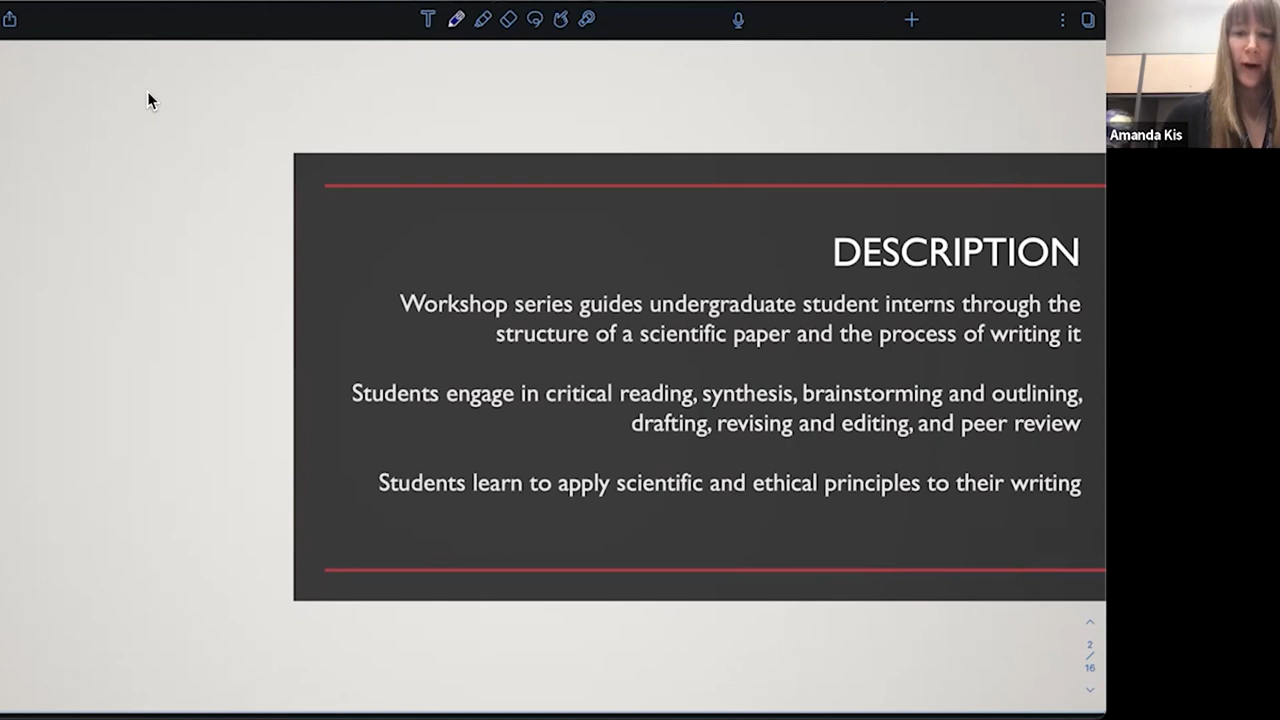 DESCRIPTION
Workshop series guides undergraduate student interns through the
structure of a scientific paper and the process of writing it
Students engage in critical reading, synthesis, brainstorming and outlining,
drafting, revising and editing, and peer review
Students learn to apply scientific and ethical principles to their writing
Amanda Kis
2
/
16